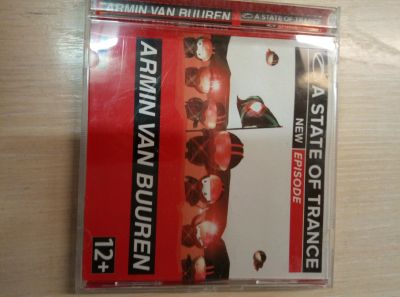 ARMIN VAN BUUREN A STATE OF TRANCE
A STATE OF TRANCE
NEW EPISODE
ARMIN VAN BUUREN
12+